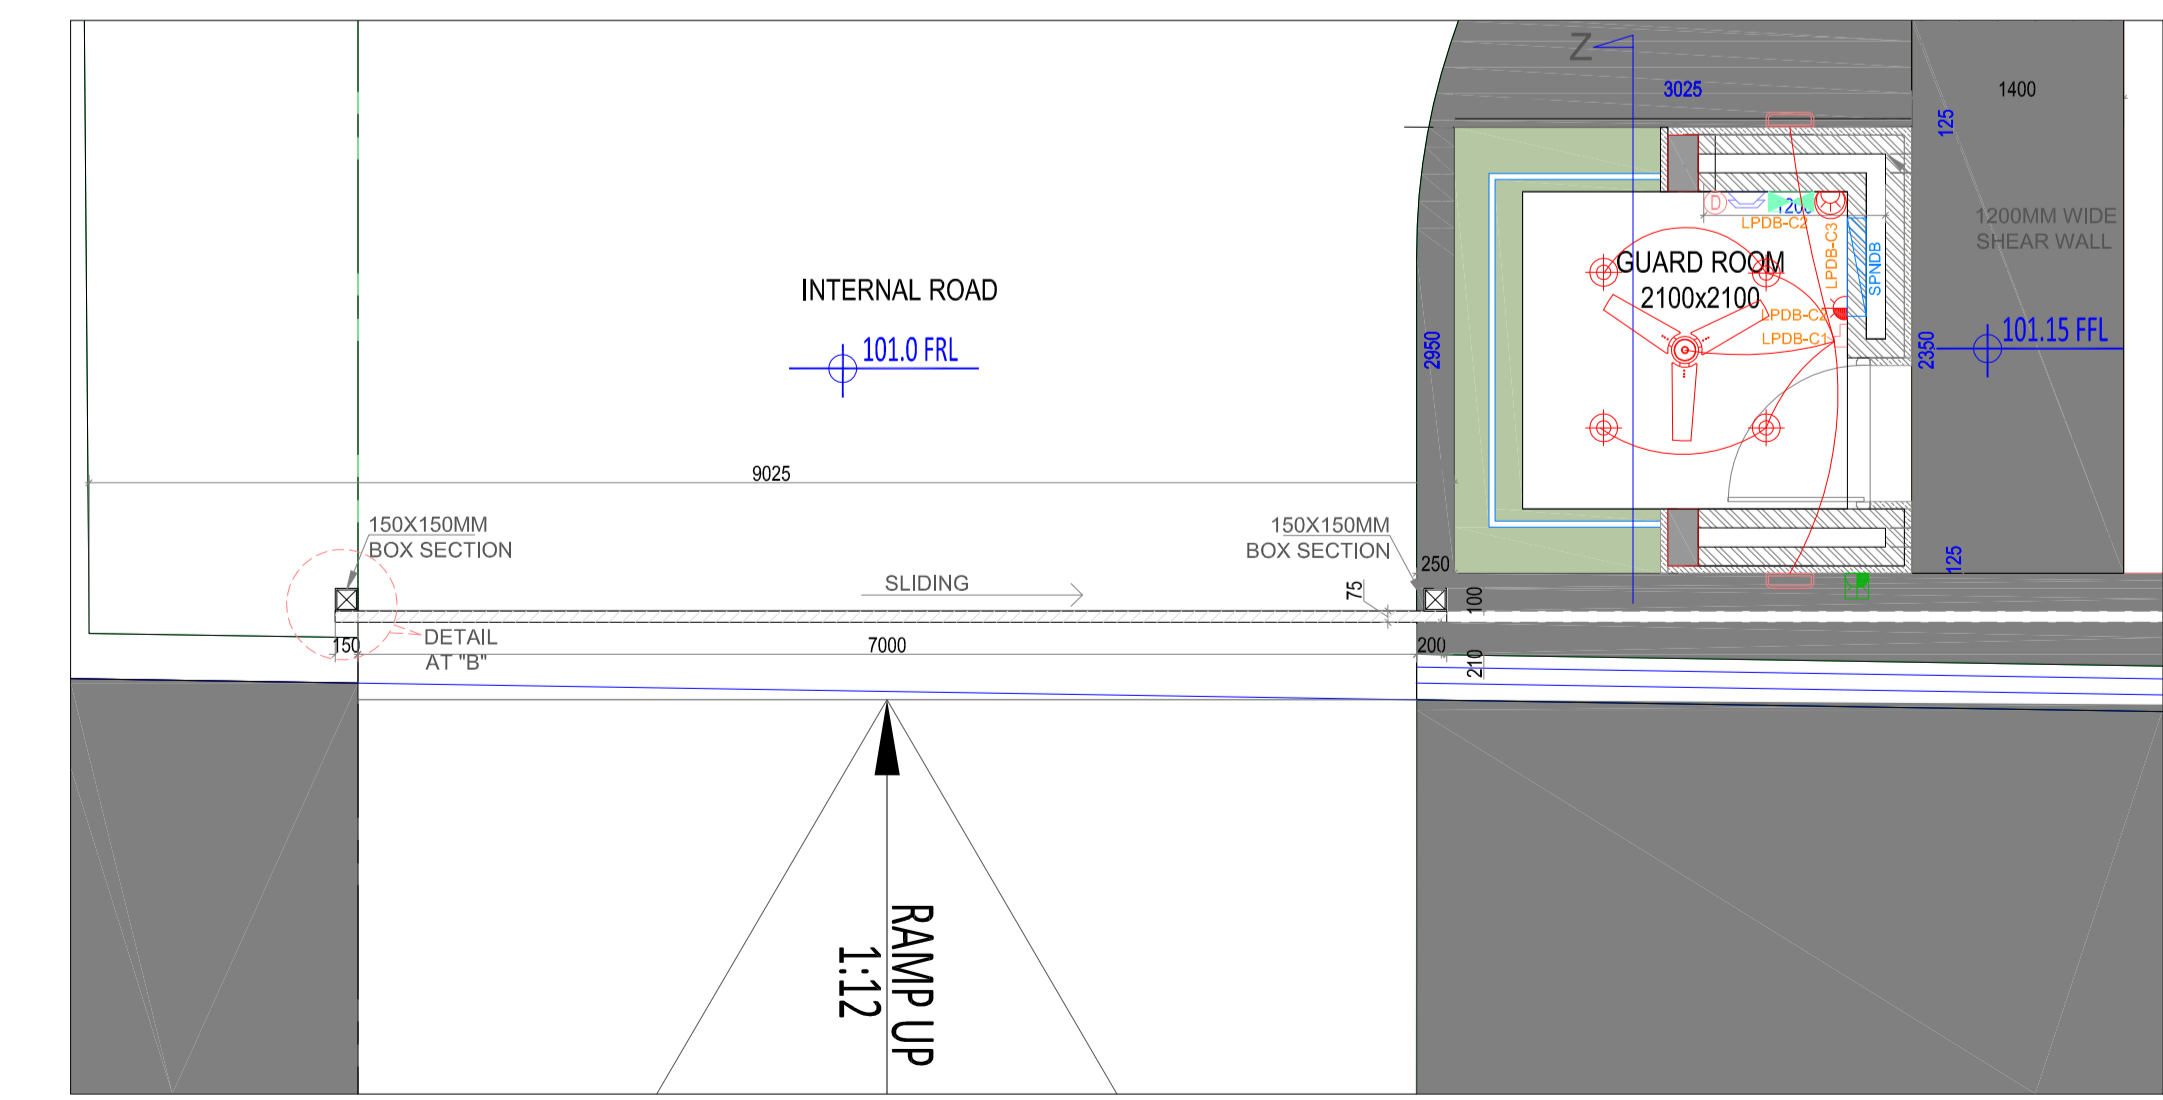 Z
3025
1400
125
1200MM WIDE
SHEAR WALL
D
LPDB-C2
LPDB-C3
SPNDB
GUARD ROOM
2100x2100
LPDB-C2
LPDB-C1
2950
2350
101.15 FFL
INTERNAL ROAD
101.0 FRL
9025
150X150MM
BOX SECTION
150X150MM
BOX SECTION
SLIDING
250
75
100
125
DETAIL
AT "B"
150
7000
200
210
RAMP UP
1:12